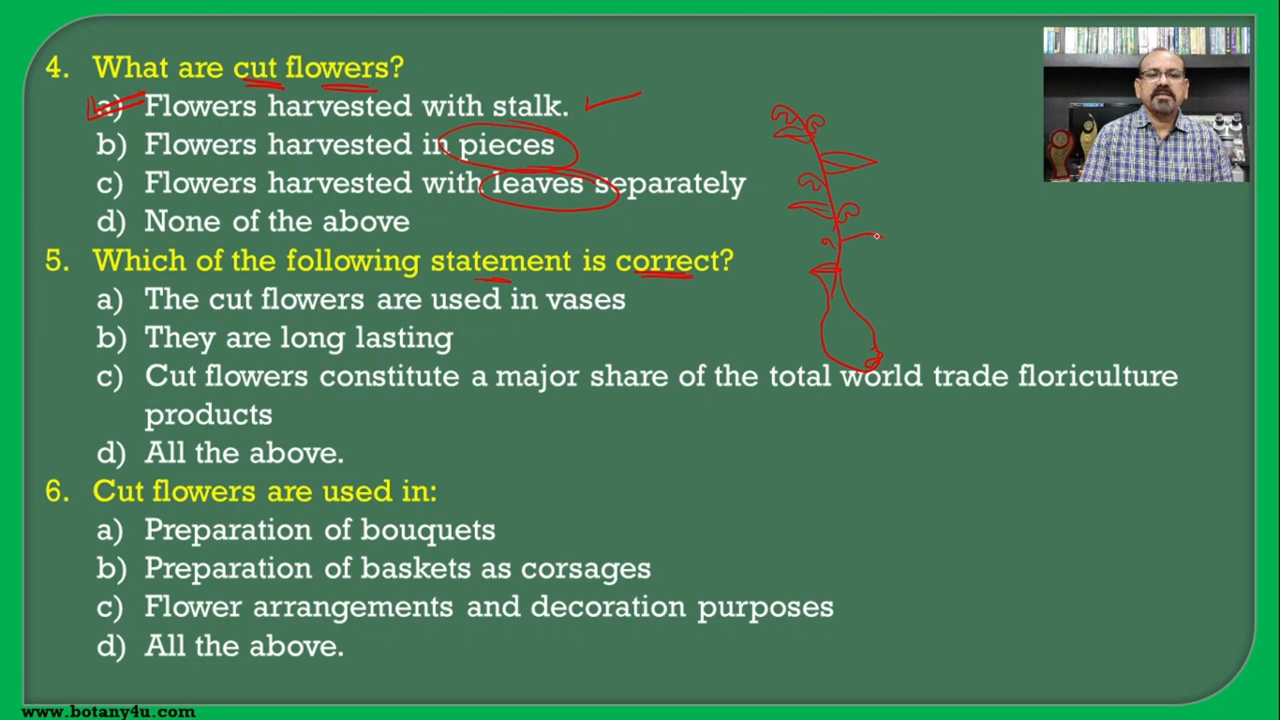 4. What are cut flowers?
a) Flowers harvested with stalk.
b) Flowers harvested in pieces
c) Flowers harvested with leaves separately
d) None of the above
5. Which of the following statement is correct?
a) The cut flowers are used in vases
b) They are long lasting
c) Cut flowers constitute a major share of the total world trade floriculture
products
d) All the above.
6. Cut flowers are used in:
a) Preparation of bouquets
b) Preparation of baskets as corsages
c) Flower arrangements and decoration purposes
d) All the above.
www.botany4u.com